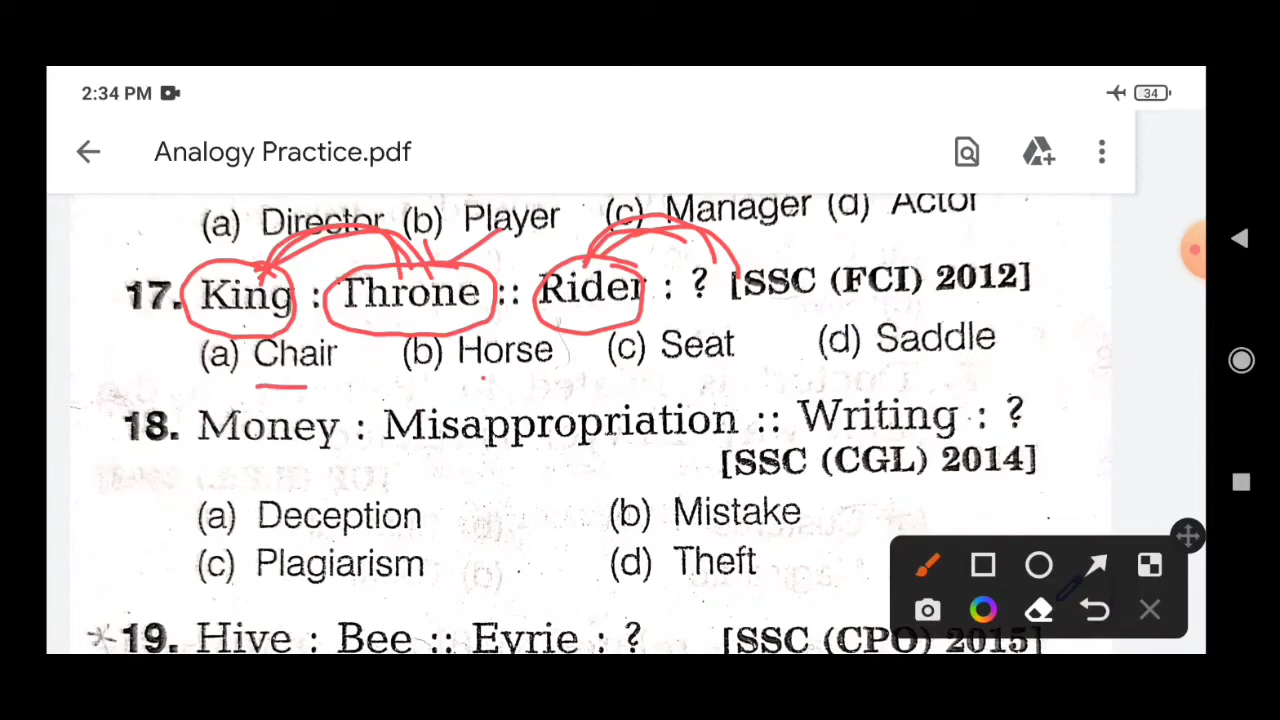 2:34 PM
34
Analogy Practice.pdf
(a) Director (b) Player (c) Manager (d) Actor
17. King : Throne :: Rider : ? [SSC (FCI) 2012]
(a) Chair (b) Horse (c) Seat (d) Saddle
18. Money : Misappropriation :: Writing : ?
[SSC (CGL) 2014]
(a) Deception (b) Mistake
(c) Plagiarism (d) Theft
19. Hive : Bee :: Eyrie : ? [SSC (CPO) 2015]